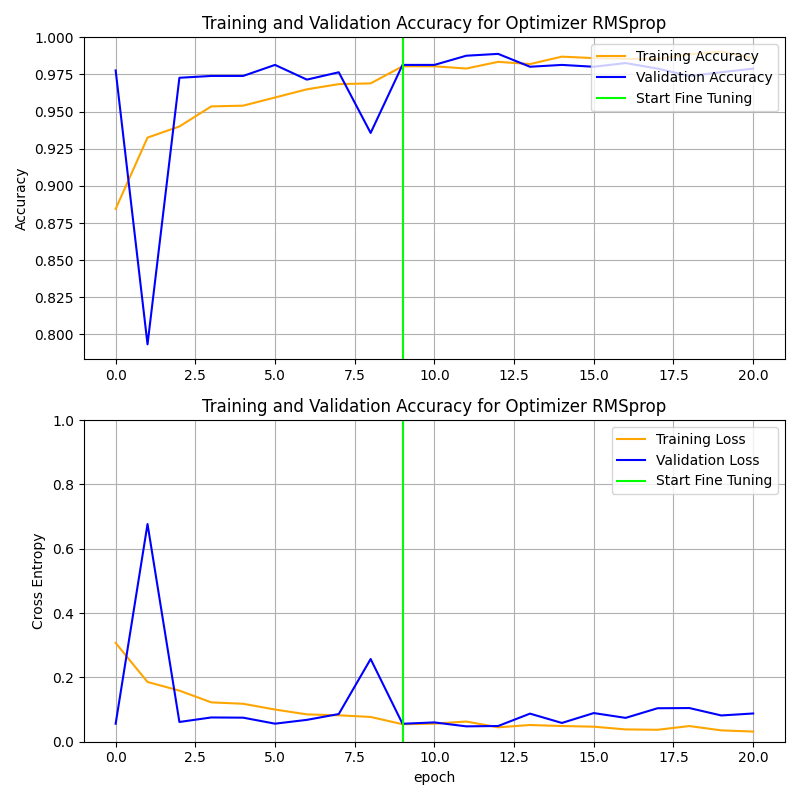 Training and Validation Accuracy for Optimizer RMSprop
1.000
0.975
0.950
0.925
0.900
0.875
0.850
0.825
0.800
Accuracy
Training Accuracy
Validation Accuracy
Start Fine Tuning
0.0 2.5 5.0 7.5 10.0 12.5 15.0 17.5 20.0
Training and Validation Accuracy for Optimizer RMSprop
1.0
0.8
0.6
0.4
0.2
0.0
Cross Entropy
Training Loss
Validation Loss
Start Fine Tuning
0.0 2.5 5.0 7.5 10.0 12.5 15.0 17.5 20.0
epoch